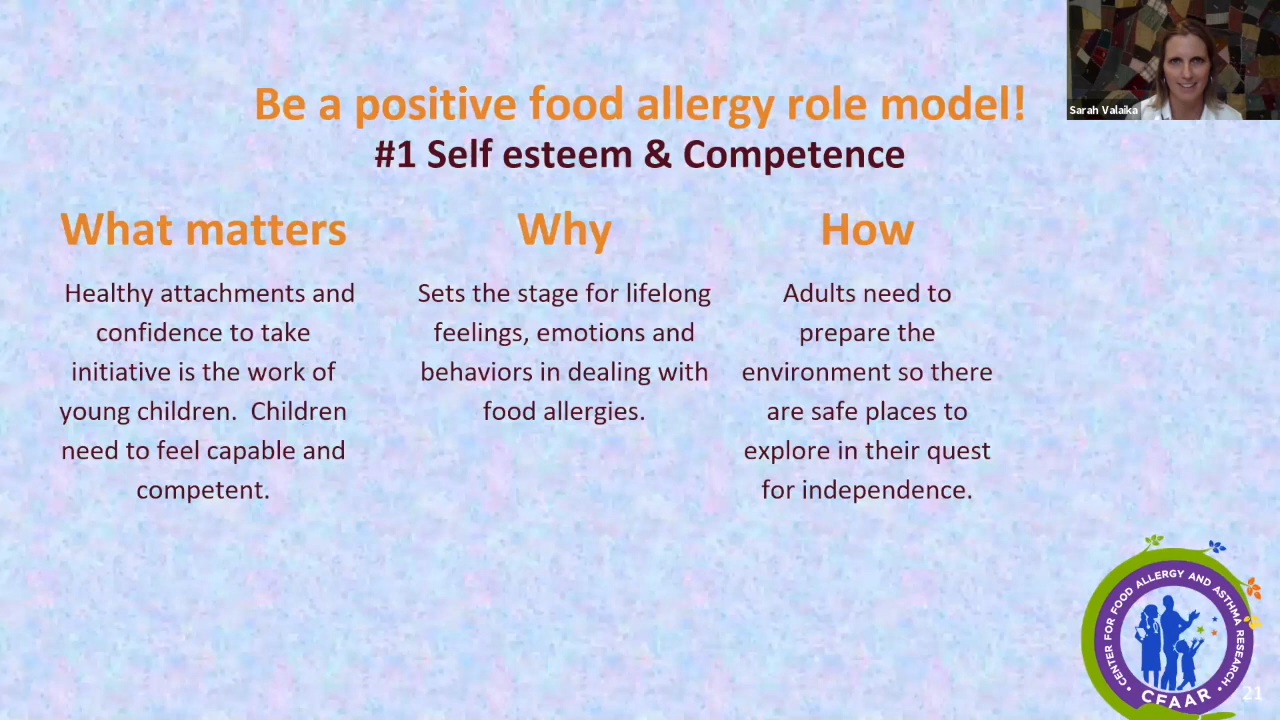 Sarah Valaika
Be a positive food allergy role model!
#1 Self esteem & Competence
What matters
Healthy attachments and
confidence to take
initiative is the work of
young children.  Children
need to feel capable and
competent.
Why
Sets the stage for lifelong
feelings, emotions and
behaviors in dealing with
food allergies.
How
Adults need to
prepare the
environment so there
are safe places to
explore in their quest
for independence.
• CENTER FOR FOOD ALLERGY AND ASTHMA RESEARCH •
CFAAR
21